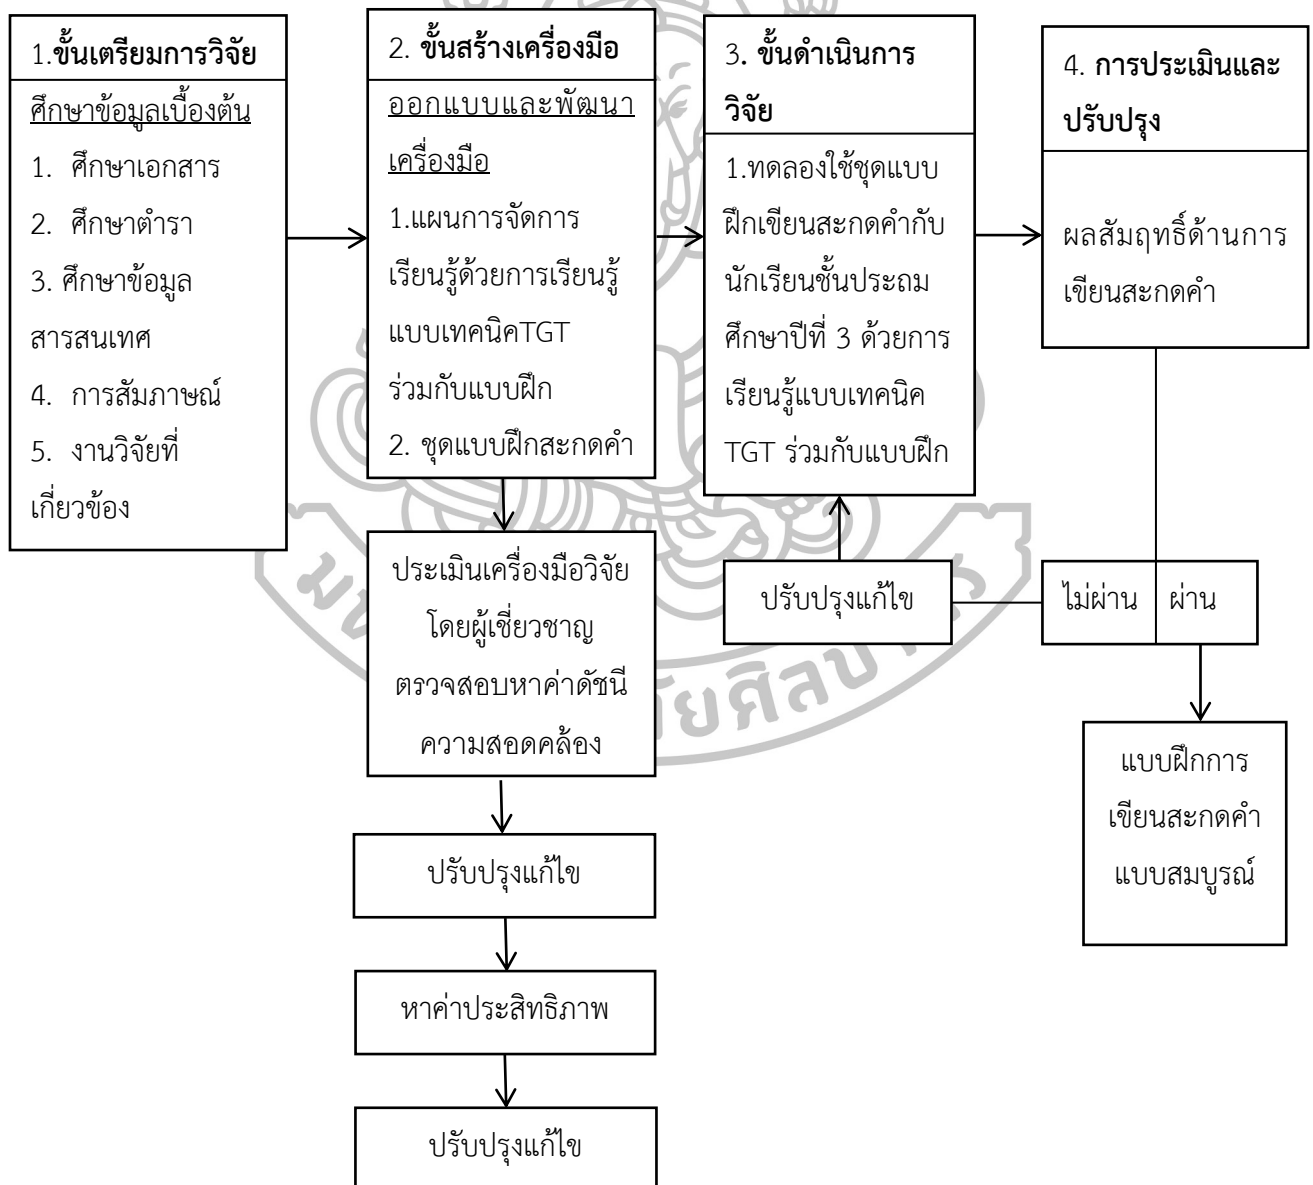 1.ขั้นเตรียมการวิจัย
ศึกษาข้อมูลเบื้องต้น
1. ศึกษาเอกสาร
2. ศึกษาตำรา
3. ศึกษาข้อมูล
สารสนเทศ
4. การสัมภาษณ์
5. งานวิจัยที่
เกี่ยวข้อง
2. ขั้นสร้างเครื่องมือ
ออกแบบและพัฒนา
เครื่องมือ
1.แผนการจัดการ
เรียนรู้ด้วยการเรียนรู้
แบบเทคนิคTGT
ร่วมกับแบบฝึก
2. ชุดแบบฝึกสะกดคำ
ประเมินเครื่องมือวิจัย
โดยผู้เชี่ยวชาญ
ตรวจสอบหาค่าดัชนี
ความสอดคล้อง
ปรับปรุงแก้ไข
หาค่าประสิทธิภาพ
ปรับปรุงแก้ไข
3. ขั้นดำเนินการ
วิจัย
1.ทดลองใช้ชุดแบบ
ฝึกเขียนสะกดคำกับ
นักเรียนชั้นประถม
ศึกษาปีที่ 3 ด้วยการ
เรียนรู้แบบเทคนิค
TGT ร่วมกับแบบฝึก
ปรับปรุงแก้ไข
4. การประเมินและ
ปรับปรุง
ผลสัมฤทธิ์ด้านการ
เขียนสะกดคำ
ไม่ผ่าน ผ่าน
แบบฝึกการ
เขียนสะกดคำ
แบบสมบูรณ์